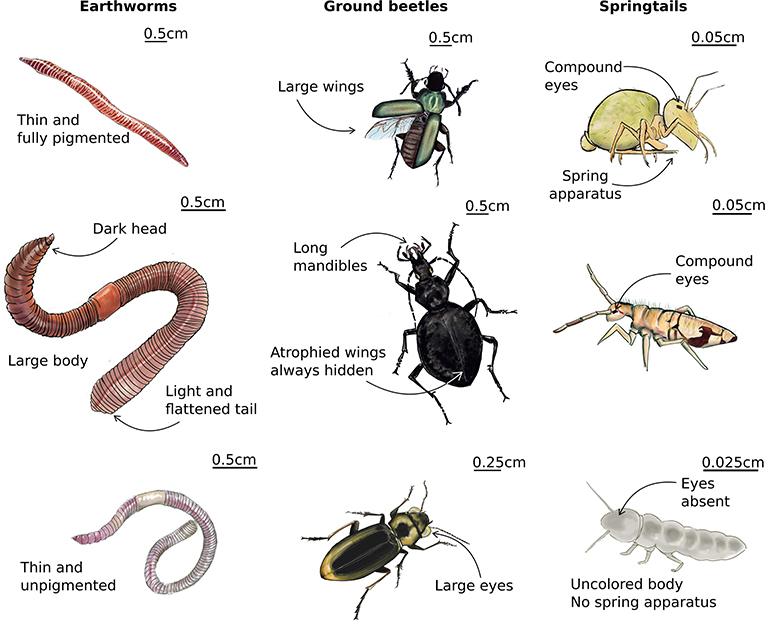 Earthworms
Ground beetles
Springtails
0.5cm
0.5cm
0.05cm
Thin and
fully pigmented
Large wings
Compound
eyes
Spring
apparatus
0.5cm
0.5cm
0.05cm
Dark head
Large body
Light and
flattened tail
Long
mandibles
Atrophied wings
always hidden
Compound
eyes
0.5cm
0.25cm
0.025cm
Thin and
unpigmented
Large eyes
Eyes
absent
Uncolored body
No spring apparatus